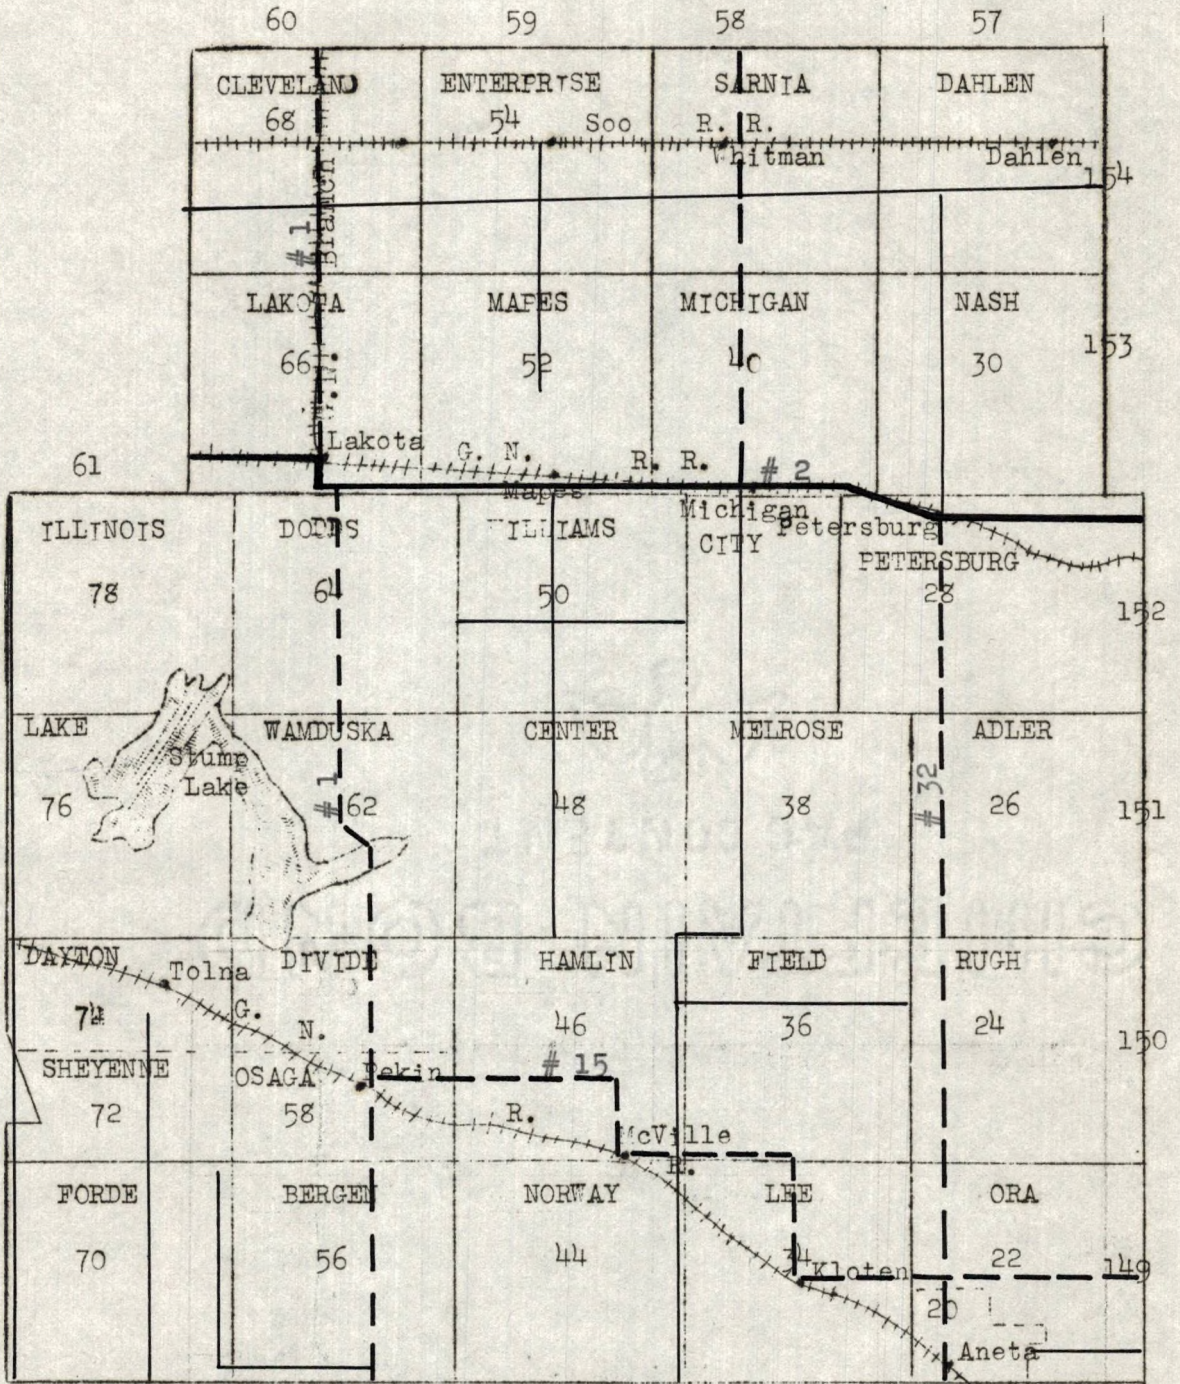 60 59 58 57
CLEVELAND ENTERPRISE SARNIA DAHLEN
68 54 Soo R. R.
Whitman Dahlen
154
# 1 Branch
LAKOTA MAPES MICHIGAN NASH
153
66 52 40 30
G.N.
Lakota G. N. R. R. # 2
61
Mapes Michigan Petersburg
ILLINOIS DODDS WILLIAMS CITY
PETERSBURG
78 64 50 28
152
LAKE WAMDUSKA CENTER MELROSE ADLER
Stump
Lake
# 1 # 32
76 62 48 38 26 151
DAYTON Tolna DIVIDE HAMLIN FIELD RUGH
74 G. N. 46 36 24
150
SHEYENNE OSAGA Pekin # 15
72 58 R.
McVille
R.
FORDE BERGEN NORWAY LEE ORA
70 56 44 34 22
Kloten 149
20
Aneta